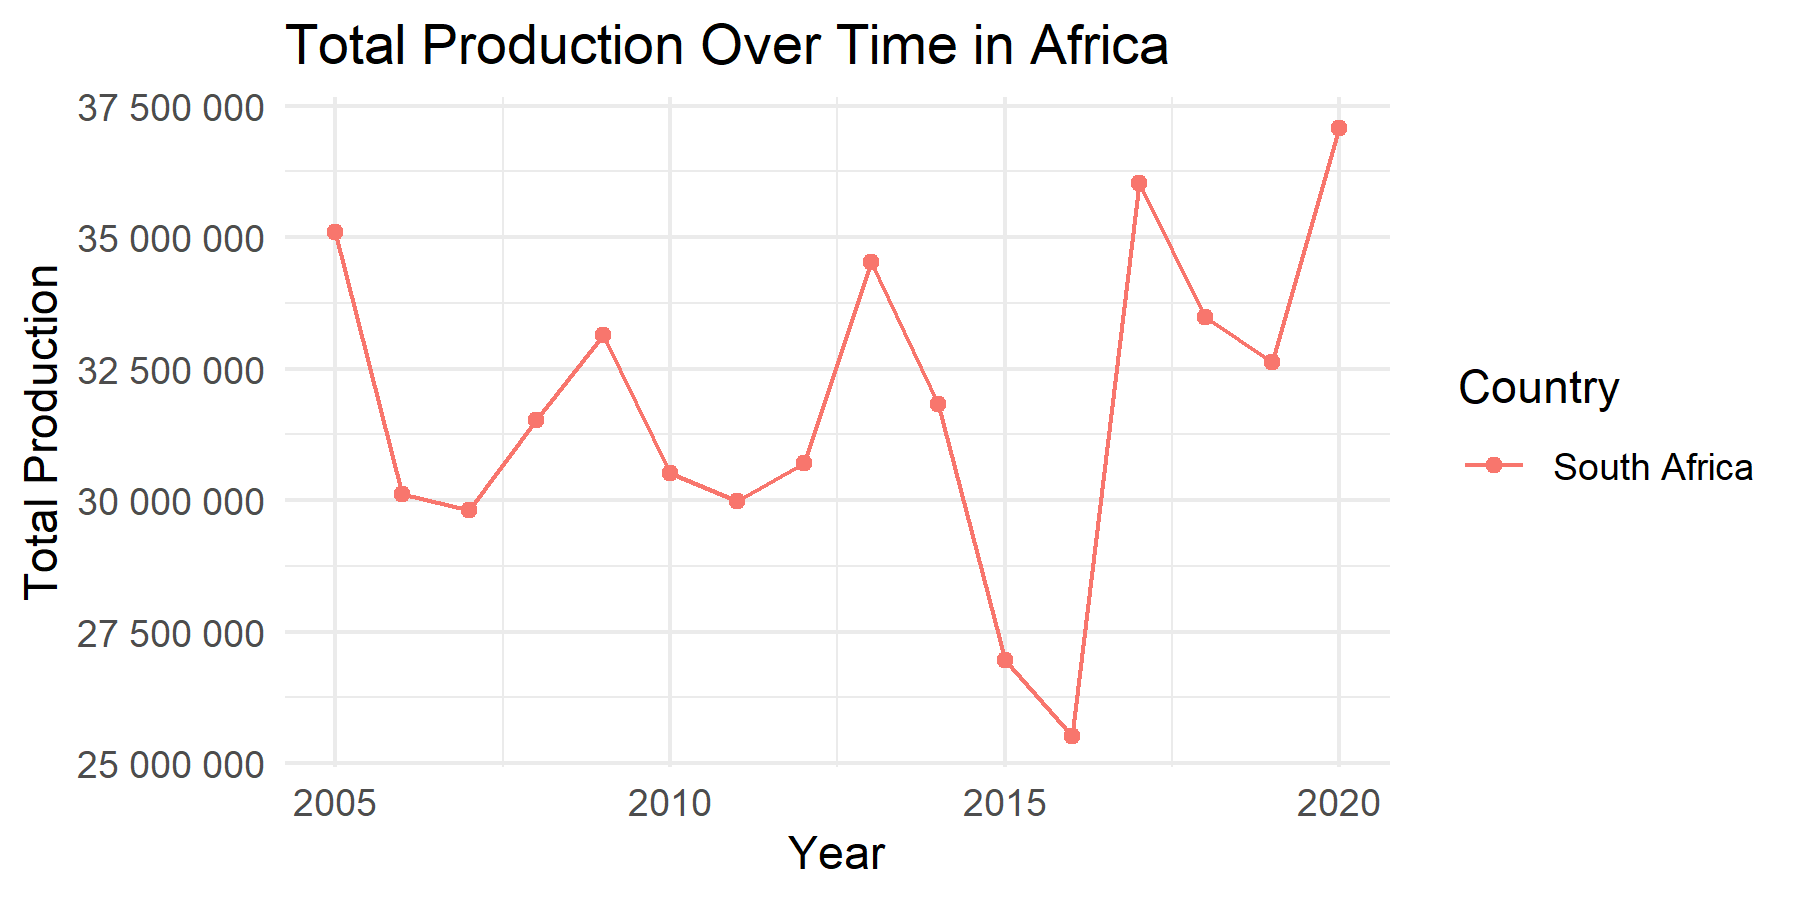 Total Production Over Time in Africa
37 500 000
35 000 000
32 500 000
30 000 000
27 500 000
25 000 000
Total Production
2005
2010
2015
2020
Year
Country
South Africa